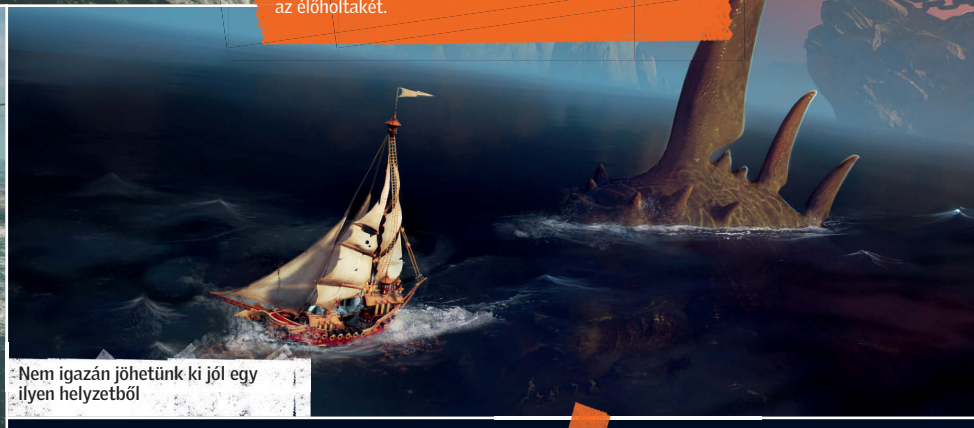 az élőholtakét.
Nem igazán jöhetünk ki jól egy
ilyen helyzetből